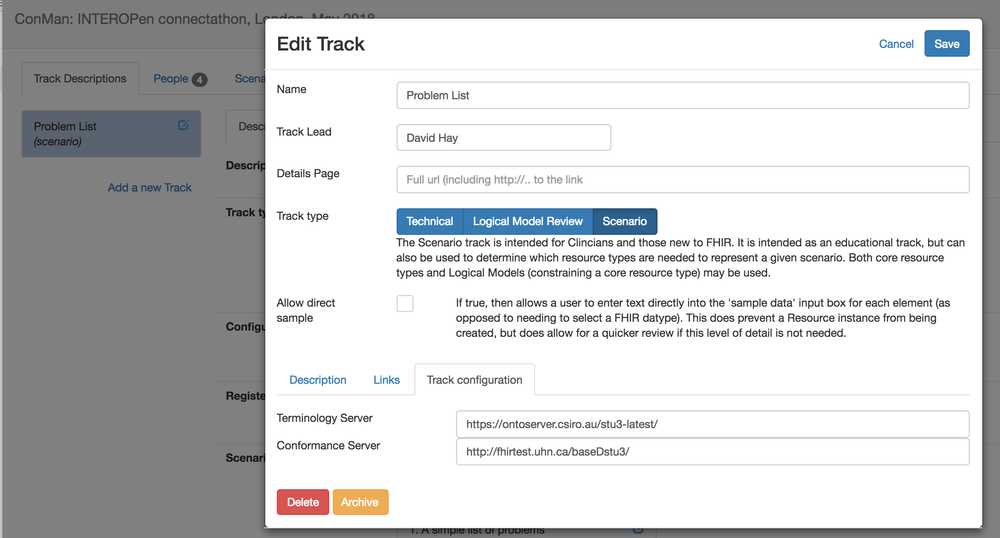 ConMan: INTEROPen connectathon, London, May 2018
Edit Track
Cancel
Save
Track Descriptions
People 4
Scena
Name
Problem List
Problem List
(scenario)
Descr
Track Lead
David Hay
Descrip
Details Page
Full url (including http://.. to the link
Add a new Track
Track ty
Track type
Technical
Logical Model Review
Scenario
The Scenario track is intended for Clincians and those new to FHIR. It is intended as an educational track, but can
also be used to determine which resource types are needed to represent a given scenario. Both core resource
types and Logical Models (constraining a core resource type) may be used.
Configu
Allow direct
sample
If true, then allows a user to enter text directly into the 'sample data' input box for each element (as
opposed to needing to select a FHIR datype). This does prevent a Resource instance from being
created, but does allow for a quicker review if this level of detail is not needed.
Description
Links
Track configuration
Registe
Terminology Server
https://ontoserver.csiro.au/stu3-latest/
Scenari
Conformance Server
http://fhirtest.uhn.ca/baseDstu3/
Delete
Archive
1. A simple list of problems